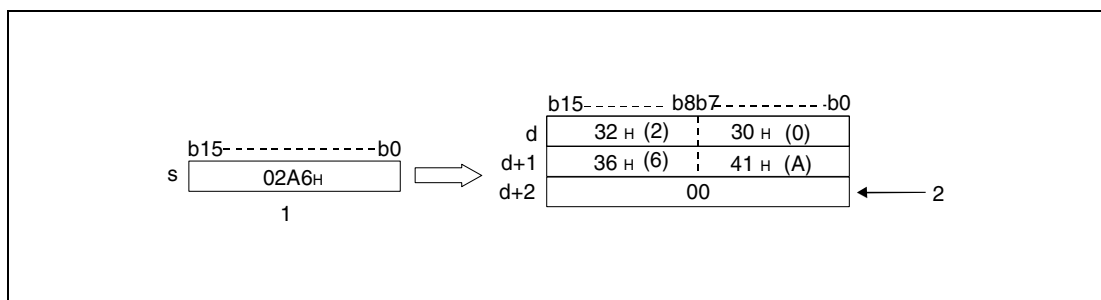 b15 b8b7 b0
d 32 H (2) 30 H (0)
b15 b0
d+1 36 H (6) 41 H (A)
s 02A6H
d+2 00 2
1